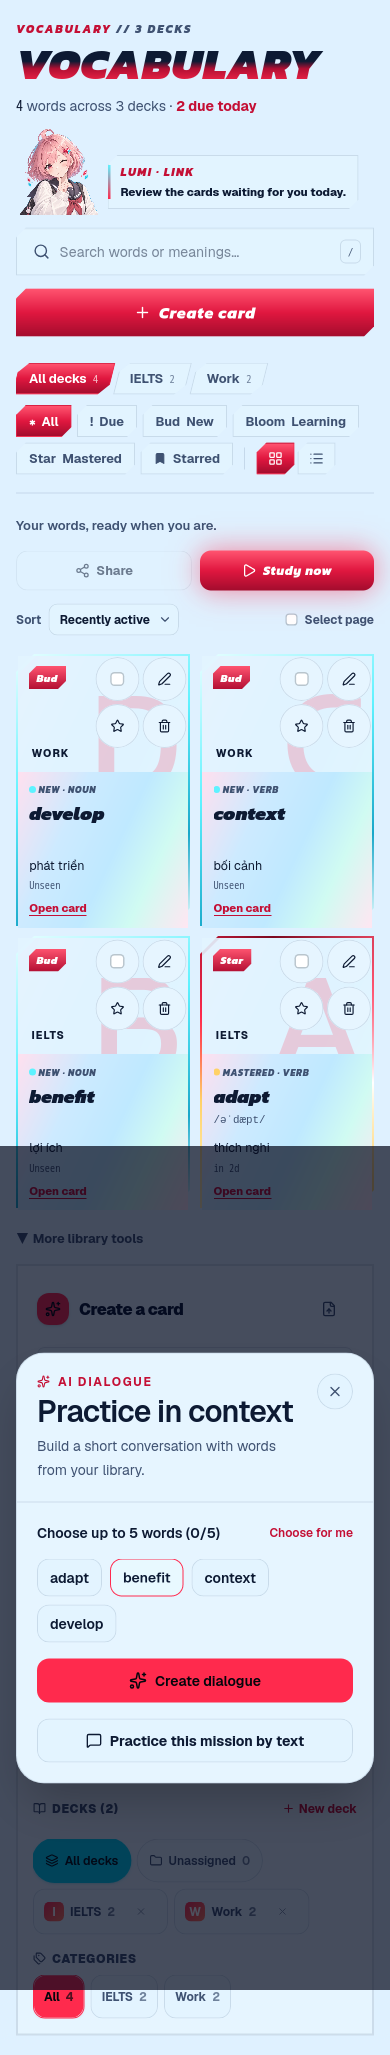 VOCABULARY // 3 DECKS
VOCABULARY
4 words across 3 decks · 2 due today
LUMI · LINK
Review the cards waiting for you today.
Search words or meanings… /
+ Create card
All decks 4 IELTS 2 Work 2
* All ! Due Bud New Bloom Learning
Star Mastered Starred
Your words, ready when you are.
Share Study now
Sort Recently active Select page
Bud Bud
WORK WORK
NEW · NOUN NEW · VERB
develop context
phát triển bối cảnh
Unseen Unseen
Open card Open card
Bud Star
IELTS IELTS
NEW · NOUN MASTERED · VERB
benefit adapt
/əˈdæpt/
lợi ích thích nghi
Unseen in 2d
Open card Open card
▼ More library tools
Create a card
AI DIALOGUE
Practice in context
Build a short conversation with words
from your library.
Choose up to 5 words (0/5) Choose for me
adapt benefit context
develop
Create dialogue
Practice this mission by text
DECKS (2) + New deck
All decks Unassigned 0
I IELTS 2 × W Work 2 ×
CATEGORIES
All 4 IELTS 2 Work 2